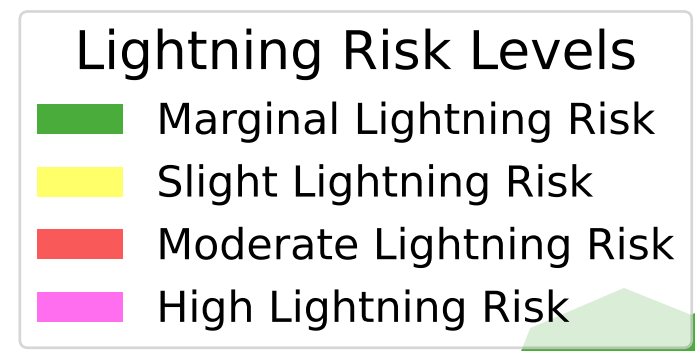 Lightning Risk Levels
Marginal Lightning Risk
Slight Lightning Risk
Moderate Lightning Risk
High Lightning Risk